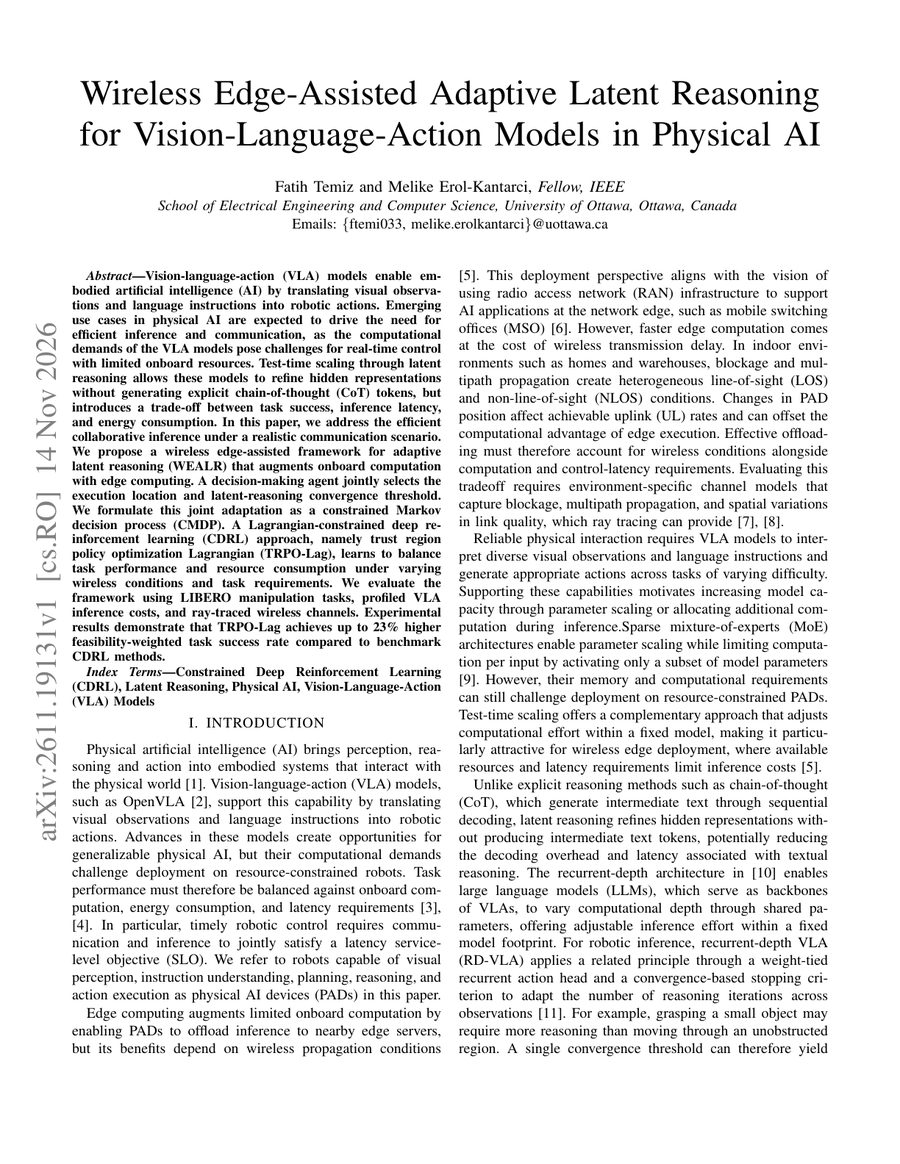 Wireless Edge-Assisted Adaptive Latent Reasoning
for Vision-Language-Action Models in Physical AI
Fatih Temiz and Melike Erol-Kantarci, Fellow, IEEE
School of Electrical Engineering and Computer Science, University of Ottawa, Ottawa, Canada
Emails: {ftemi033, melike.erolkantarci}@uottawa.ca
arXiv:2611.19131v1 [cs.RO] 14 Nov 2026
Abstract—Vision-language-action (VLA) models enable em-
bodied artificial intelligence (AI) by translating visual observa-
tions and language instructions into robotic actions. Emerging
use cases in physical AI are expected to drive the need for
efficient inference and communication, as the computational
demands of the VLA models pose challenges for real-time control
with limited onboard resources. Test-time scaling through latent
reasoning allows these models to refine hidden representations
without generating explicit chain-of-thought (CoT) tokens, but
introduces a trade-off between task success, inference latency,
and energy consumption. In this paper, we address the efficient
collaborative inference under a realistic communication scenario.
We propose a wireless edge-assisted framework for adaptive
latent reasoning (WEALR) that augments onboard computation
with edge computing. A decision-making agent jointly selects the
execution location and latent-reasoning convergence threshold.
We formulate this joint adaptation as a constrained Markov
decision process (CMDP). A Lagrangian-constrained deep re-
inforcement learning (CDRL) approach, namely trust region
policy optimization Lagrangian (TRPO-Lag), learns to balance
task performance and resource consumption under varying
wireless conditions and task requirements. We evaluate the
framework using LIBERO manipulation tasks, profiled VLA
inference costs, and ray-traced wireless channels. Experimental
results demonstrate that TRPO-Lag achieves up to 23% higher
feasibility-weighted task success rate compared to benchmark
CDRL methods.
Index Terms—Constrained Deep Reinforcement Learning
(CDRL), Latent Reasoning, Physical AI, Vision-Language-Action
(VLA) Models
I. INTRODUCTION
Physical artificial intelligence (AI) brings perception, rea-
soning and action into embodied systems that interact with
the physical world [1]. Vision-language-action (VLA) models,
such as OpenVLA [2], support this capability by translating
visual observations and language instructions into robotic
actions. Advances in these models create opportunities for
generalizable physical AI, but their computational demands
challenge deployment on resource-constrained robots. Task
performance must therefore be balanced against onboard com-
putation, energy consumption, and latency requirements [3],
[4]. In particular, timely robotic control requires commu-
nication and inference to jointly satisfy a latency service-
level objective (SLO). We refer to robots capable of visual
perception, instruction understanding, planning, reasoning, and
action execution as physical AI devices (PADs) in this paper.
Edge computing augments limited onboard computation by
enabling PADs to offload inference to nearby edge servers,
but its benefits depend on wireless propagation conditions
[5]. This deployment perspective aligns with the vision of
using radio access network (RAN) infrastructure to support
AI applications at the network edge, such as mobile switching
offices (MSO) [6]. However, faster edge computation comes
at the cost of wireless transmission delay. In indoor envi-
ronments such as homes and warehouses, blockage and mul-
tipath propagation create heterogeneous line-of-sight (LOS)
and non-line-of-sight (NLOS) conditions. Changes in PAD
position affect achievable uplink (UL) rates and can offset the
computational advantage of edge execution. Effective offload-
ing must therefore account for wireless conditions alongside
computation and control-latency requirements. Evaluating this
tradeoff requires environment-specific channel models that
capture blockage, multipath propagation, and spatial variations
in link quality, which ray tracing can provide [7], [8].
Reliable physical interaction requires VLA models to inter-
pret diverse visual observations and language instructions and
generate appropriate actions across tasks of varying difficulty.
Supporting these capabilities motivates increasing model ca-
pacity through parameter scaling or allocating additional com-
putation during inference.Sparse mixture-of-experts (MoE)
architectures enable parameter scaling while limiting computa-
tion per input by activating only a subset of model parameters
[9]. However, their memory and computational requirements
can still challenge deployment on resource-constrained PADs.
Test-time scaling offers a complementary approach that adjusts
computational effort within a fixed model, making it particu-
larly attractive for wireless edge deployment, where available
resources and latency requirements limit inference costs [5].
Unlike explicit reasoning methods such as chain-of-thought
(CoT), which generate intermediate text through sequential
decoding, latent reasoning refines hidden representations with-
out producing intermediate text tokens, potentially reducing
the decoding overhead and latency associated with textual
reasoning. The recurrent-depth architecture in [10] enables
large language models (LLMs), which serve as backbones
of VLAs, to vary computational depth through shared pa-
rameters, offering adjustable inference effort within a fixed
model footprint. For robotic inference, recurrent-depth VLA
(RD-VLA) applies a related principle through a weight-tied
recurrent action head and a convergence-based stopping cri-
terion to adapt the number of reasoning iterations across
observations [11]. For example, grasping a small object may
require more reasoning than moving through an unobstructed
region. A single convergence threshold can therefore yield